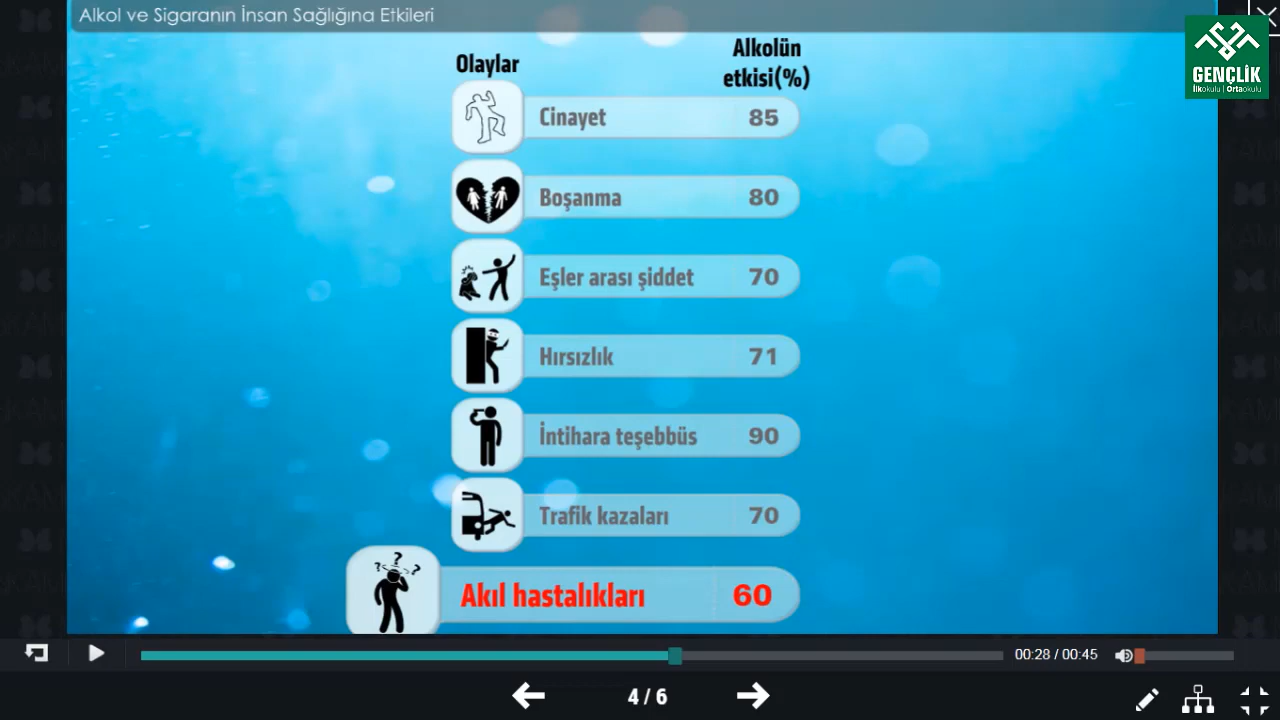 Alkol ve Sigaranın İnsan Sağlığına Etkileri
GENÇLİK
İlkokulu | Ortaokulu
Olaylar
Alkolün
etkisi(%)
Cinayet 85
Boşanma 80
Eşler arası şiddet 70
Hırsızlık 71
İntihara teşebbüs 90
Trafik kazaları 70
? ? ?
Akıl hastalıkları 60
00:28 / 00:45
4 / 6